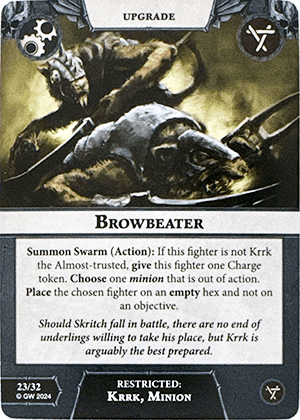 UPGRADE
BROWBEATER
Summon Swarm (Action): If this fighter is not Krrk
the Almost-trusted, give this fighter one Charge
token. Choose one minion that is out of action.
Place the chosen fighter on an empty hex and not on
an objective.
Should Skritch fall in battle, there are no end of
underlings willing to take his place, but Krrk is
arguably the best prepared.
23/32
© GW 2024
RESTRICTED:
KRRK, MINION